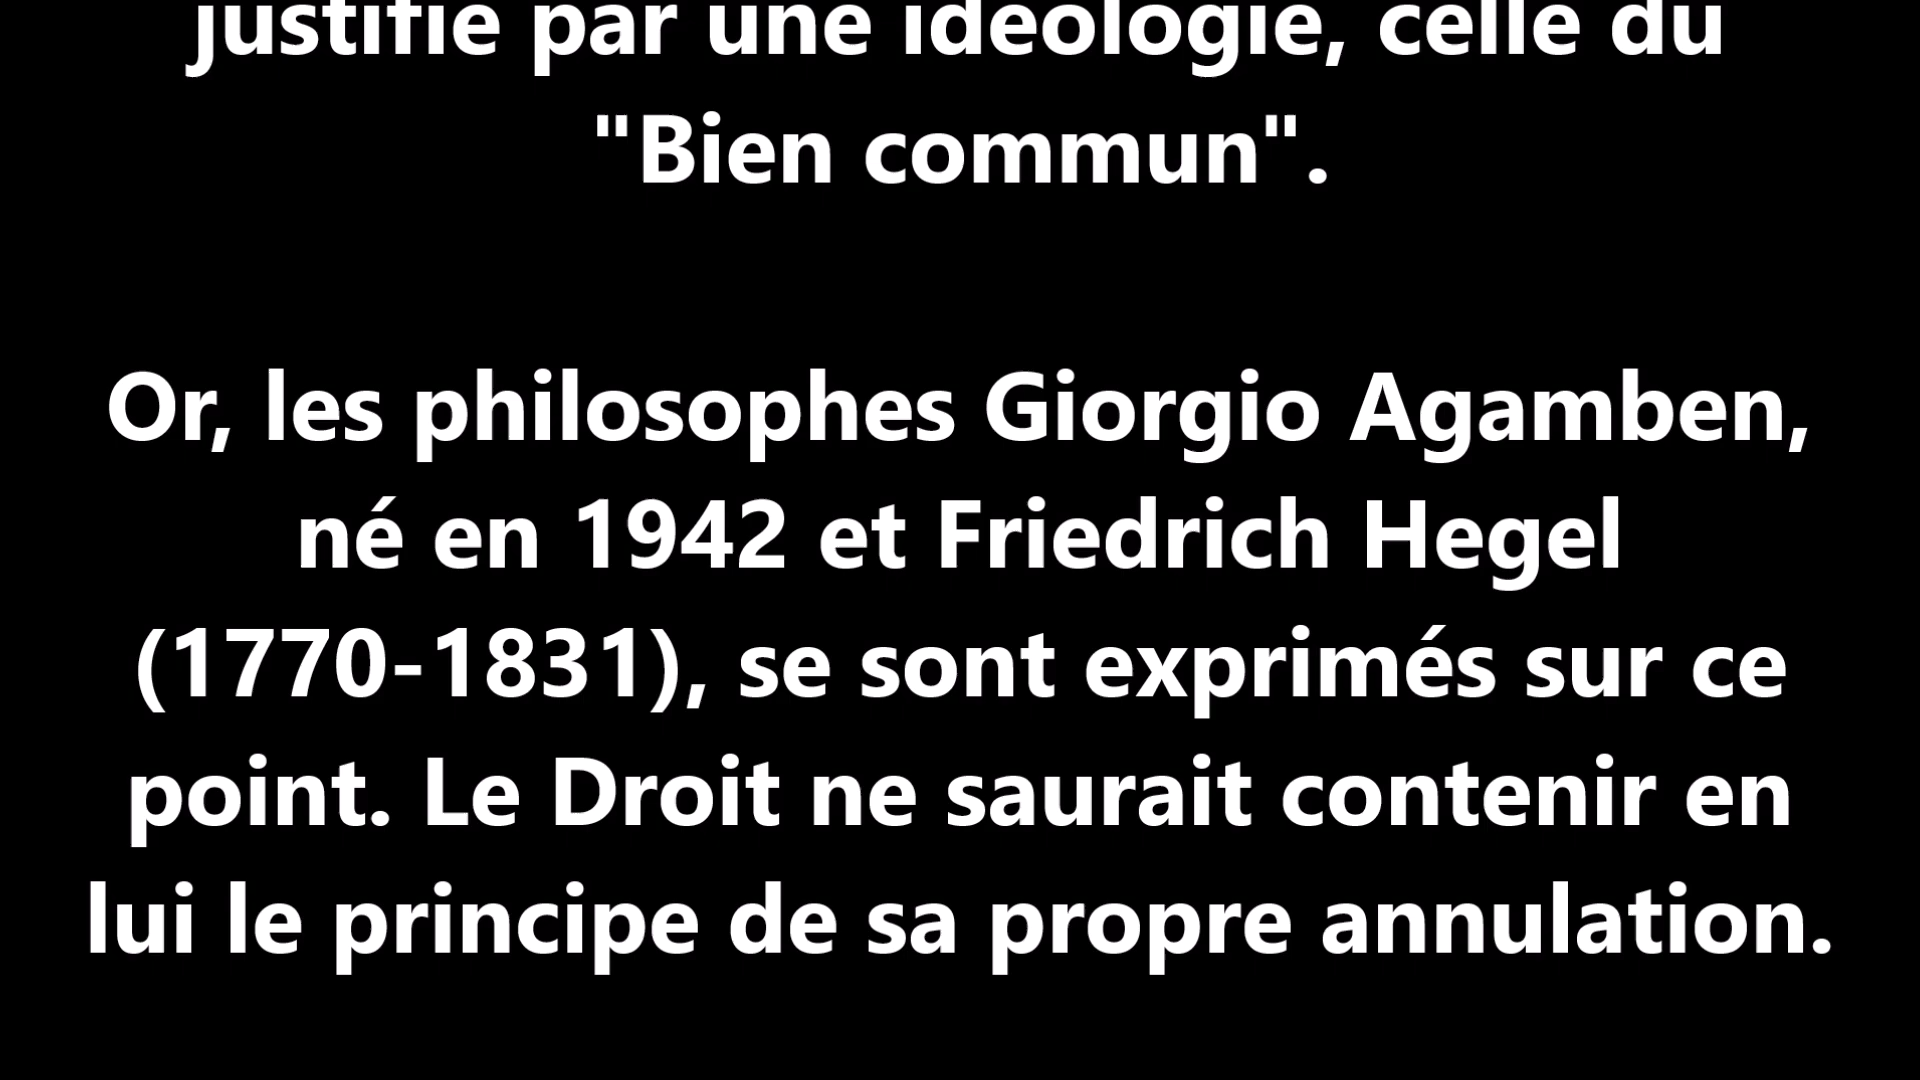 justifié par une idéologie, celle du
"Bien commun".
Or, les philosophes Giorgio Agamben,
né en 1942 et Friedrich Hegel
(1770-1831), se sont exprimés sur ce
point. Le Droit ne saurait contenir en
lui le principe de sa propre annulation.